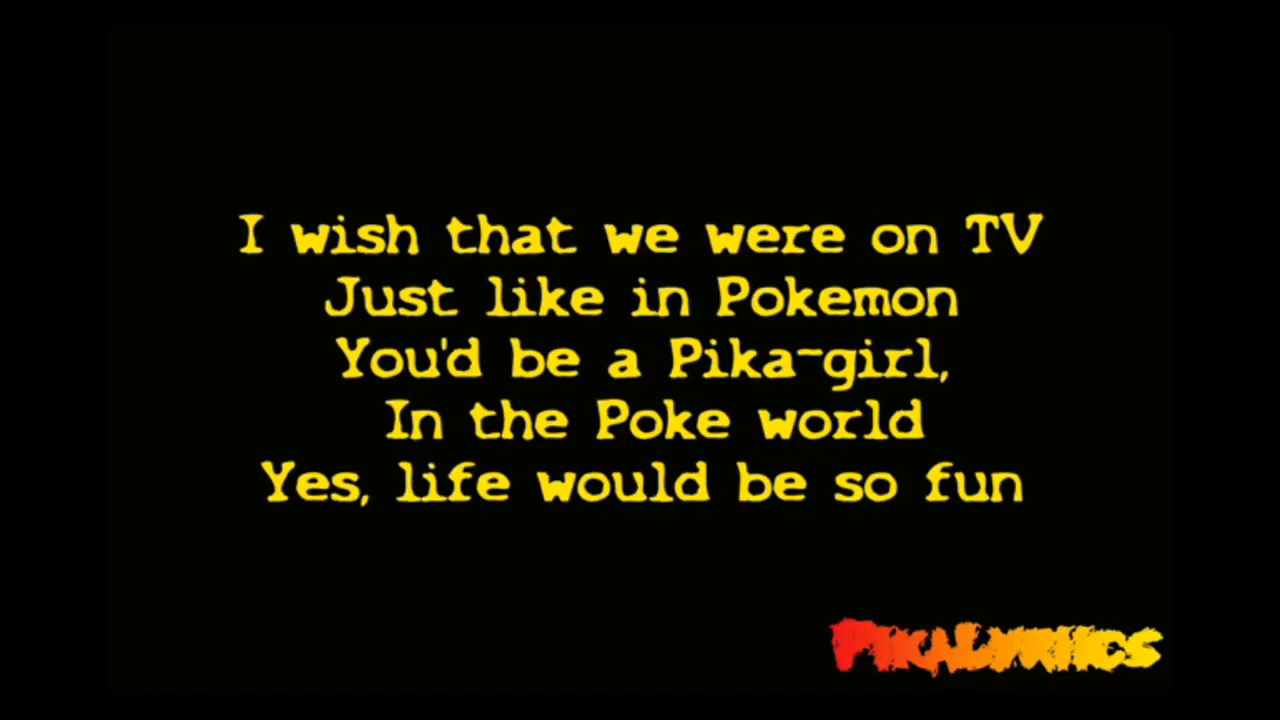 I wish that we were on TV
Just like in Pokemon
You'd be a Pika~girl,
In the Poke world
Yes, life would be so fun
PIKALYRIICS